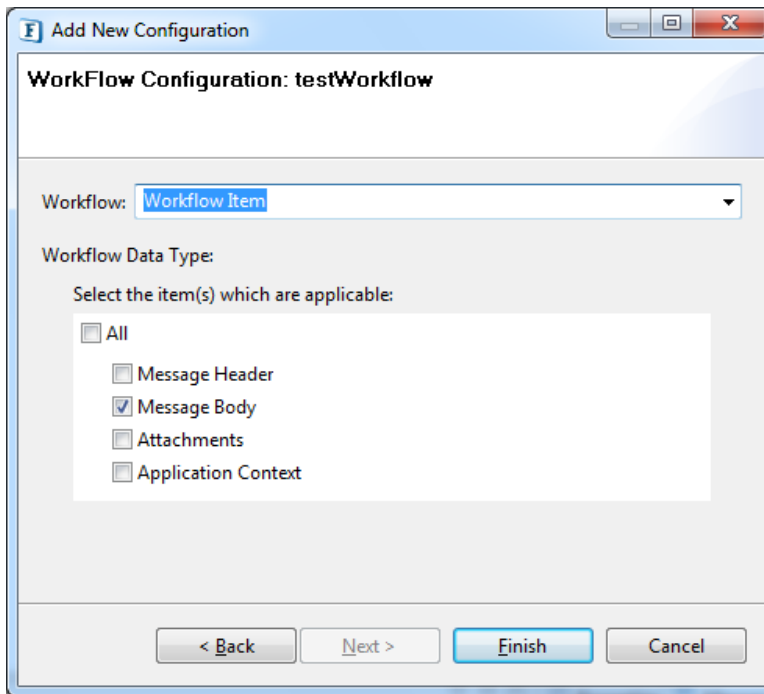 F Add New Configuration
WorkFlow Configuration: testWorkflow
Workflow: Workflow Item
Workflow Data Type:
Select the item(s) which are applicable:
All
Message Header
Message Body
Attachments
Application Context
< Back Next > Finish Cancel